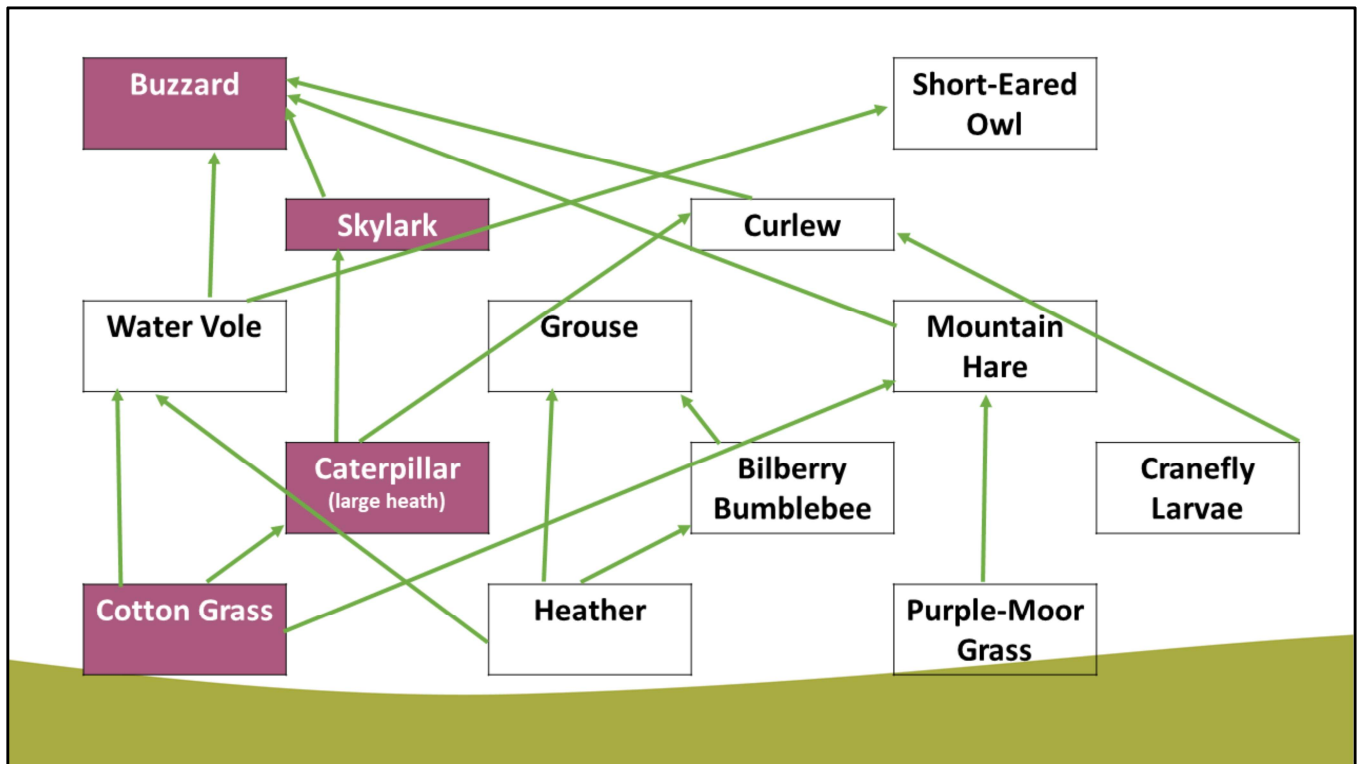 Buzzard
Short-Eared
Owl
Skylark
Curlew
Water Vole
Grouse
Mountain
Hare
Caterpillar
(large heath)
Bilberry
Bumblebee
Cranefly
Larvae
Cotton Grass
Heather
Purple-Moor
Grass